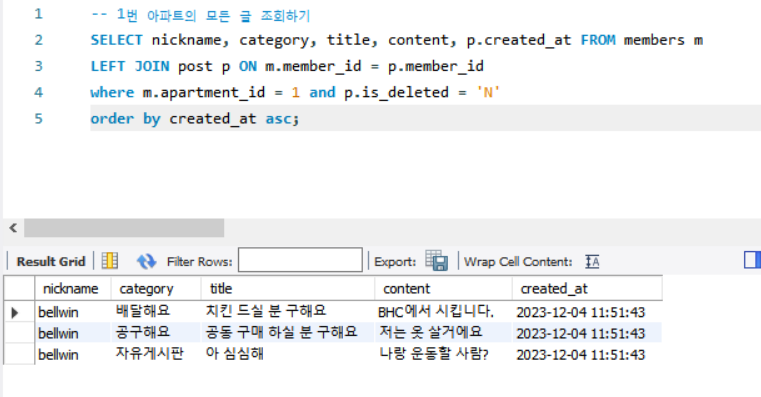 1 -- 1번 아파트의 모든 글 조회하기
2 SELECT nickname, category, title, content, p.created_at FROM members m
3 LEFT JOIN post p ON m.member_id = p.member_id
4 where m.apartment_id = 1 and p.is_deleted = 'N'
5 order by created_at asc;
Result Grid Filter Rows: Export: Wrap Cell Content: IA
nickname category title content created_at
bellwin 배달해요 치킨 드실 분 구해요 BHC에서 시킵니다. 2023-12-04 11:51:43
bellwin 공구해요 공동 구매 하실 분 구해요 저는 옷 살거에요 2023-12-04 11:51:43
bellwin 자유게시판 아 심심해 나랑 운동할 사람? 2023-12-04 11:51:43